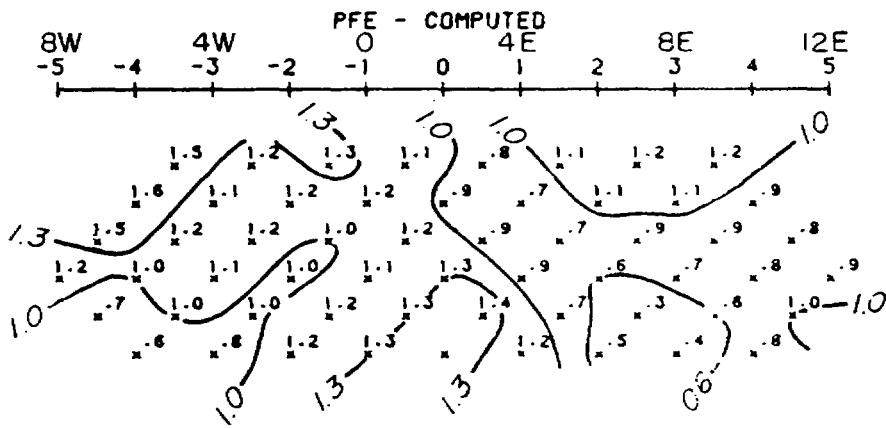 PFE - COMPUTED
8W 4W 0 4E 8E 12E
-5 -4 -3 -2 -1 0 1 2 3 4 5
1.3 1.0 1.0 1.0
1.5 1.2 1.3 1.1 .8 1.1 1.2 1.2
1.6 1.1 1.2 1.2 .9 .7 1.1 1.1 .9
1.3 1.5 1.2 1.2 1.0 1.2 .9 .7 .9 .9 .8
1.2 1.0 1.1 1.0 1.1 1.3 .9 .6 .7 .8 .9
1.0 .7 1.0 1.0 1.2 1.3 1.4 .7 .3 .6 1.0 1.0
.6 .8 1.2 1.3 1.2 .5 .4 .8
1.0 1.3 1.3 0.6